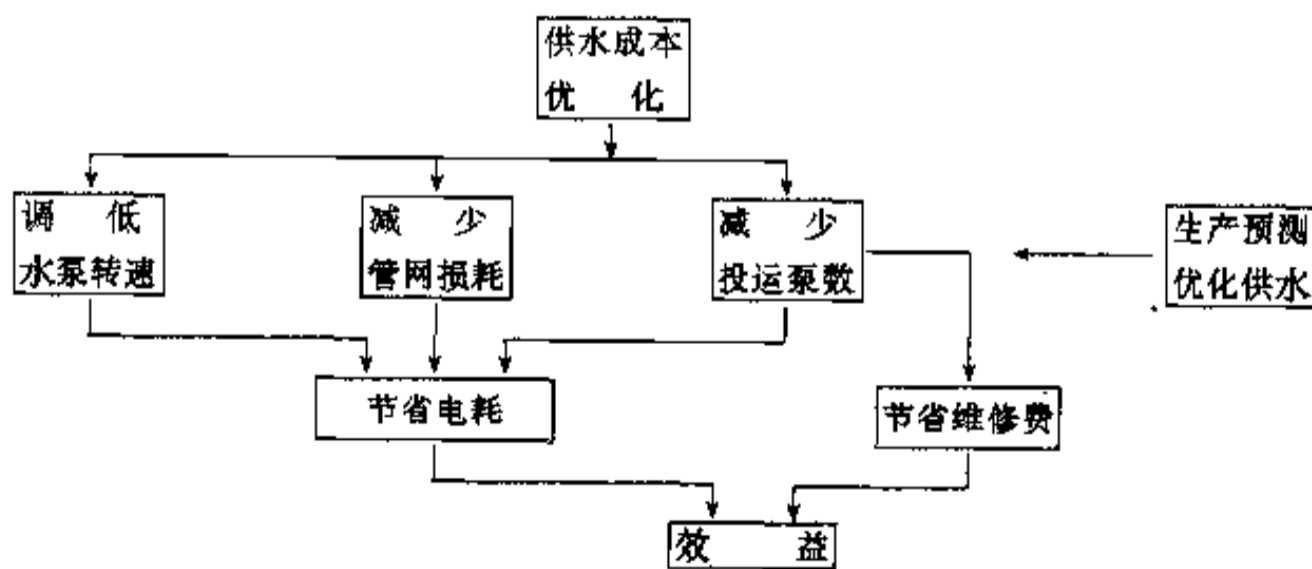 供水成本
优 化
调 低
水泵转速
减 少
管网损耗
减 少
投运泵数
生产预测
优化供水
节省电耗
节省维修费
效 益